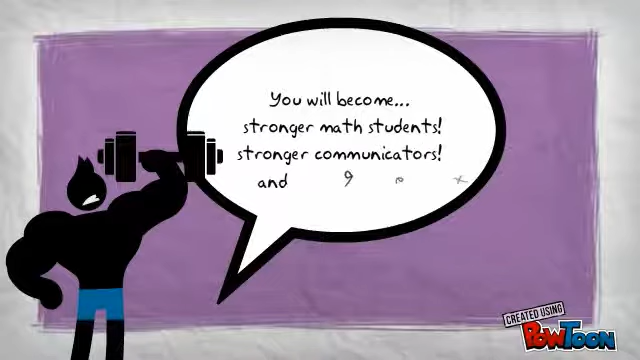 You will become...
stronger math students!
stronger communicators!
and
CREATED USING
POWTOON